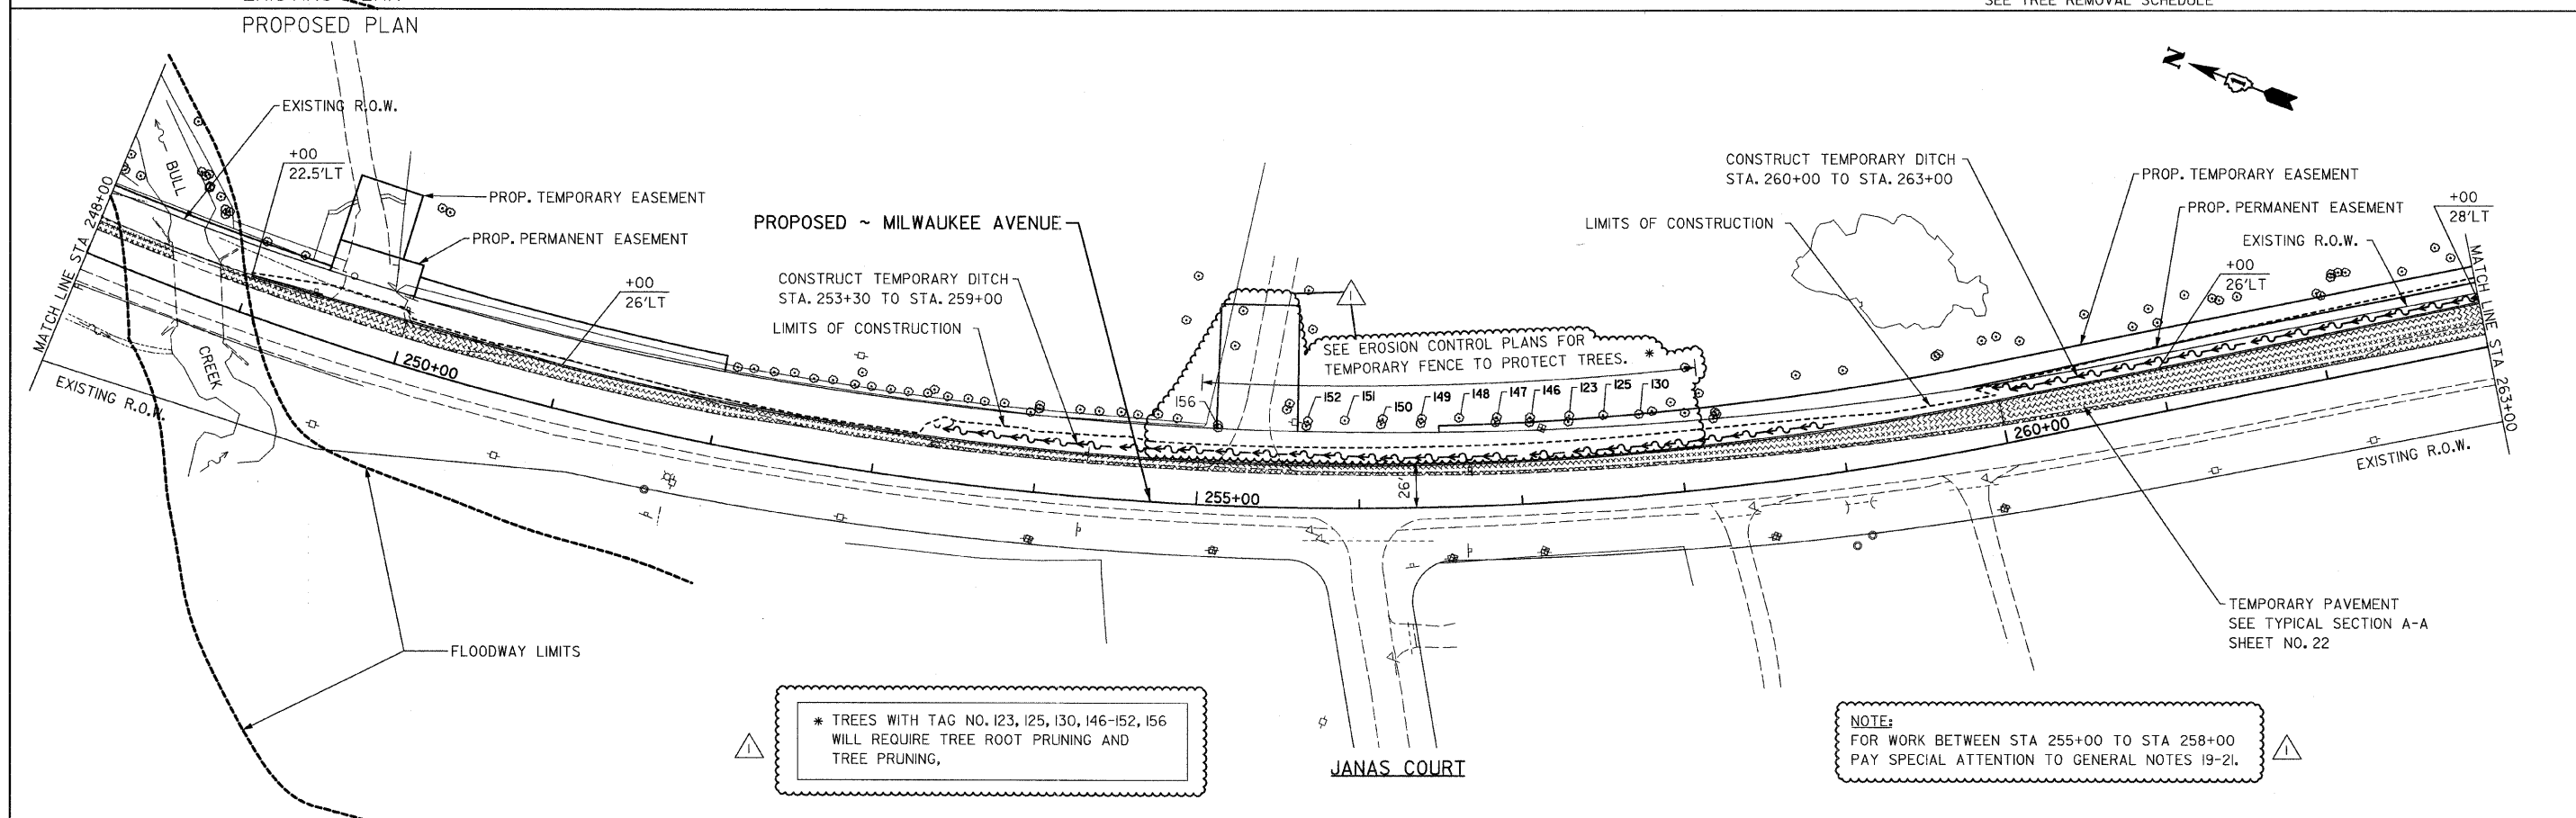 SEE TREE REMOVAL SCHEDULE
PROPOSED PLAN
N
EXISTING R.O.W.
+00
22.5'LT
BULL
CREEK
MATCH LINE STA 248+00
PROP. TEMPORARY EASEMENT
PROP. PERMANENT EASEMENT
+00
26'LT
PROPOSED ~ MILWAUKEE AVENUE
CONSTRUCT TEMPORARY DITCH
STA. 253+30 TO STA. 259+00
LIMITS OF CONSTRUCTION
1
SEE EROSION CONTROL PLANS FOR
TEMPORARY FENCE TO PROTECT TREES. *
156
152
151
150
149
148
147
146
123
125
130
LIMITS OF CONSTRUCTION
CONSTRUCT TEMPORARY DITCH
STA. 260+00 TO STA. 263+00
PROP. TEMPORARY EASEMENT
PROP. PERMANENT EASEMENT
EXISTING R.O.W.
+00
28'LT
+00
26'LT
MATCH LINE STA 263+00
EXISTING R.O.W.
250+00
255+00
26'
260+00
EXISTING R.O.W.
FLOODWAY LIMITS
TEMPORARY PAVEMENT
SEE TYPICAL SECTION A-A
SHEET NO. 22
1
* TREES WITH TAG NO. 123, 125, 130, 146-152, 156
WILL REQUIRE TREE ROOT PRUNING AND
TREE PRUNING,
JANAS COURT
NOTE:
FOR WORK BETWEEN STA 255+00 TO STA 258+00
PAY SPECIAL ATTENTION TO GENERAL NOTES 19-21.
1